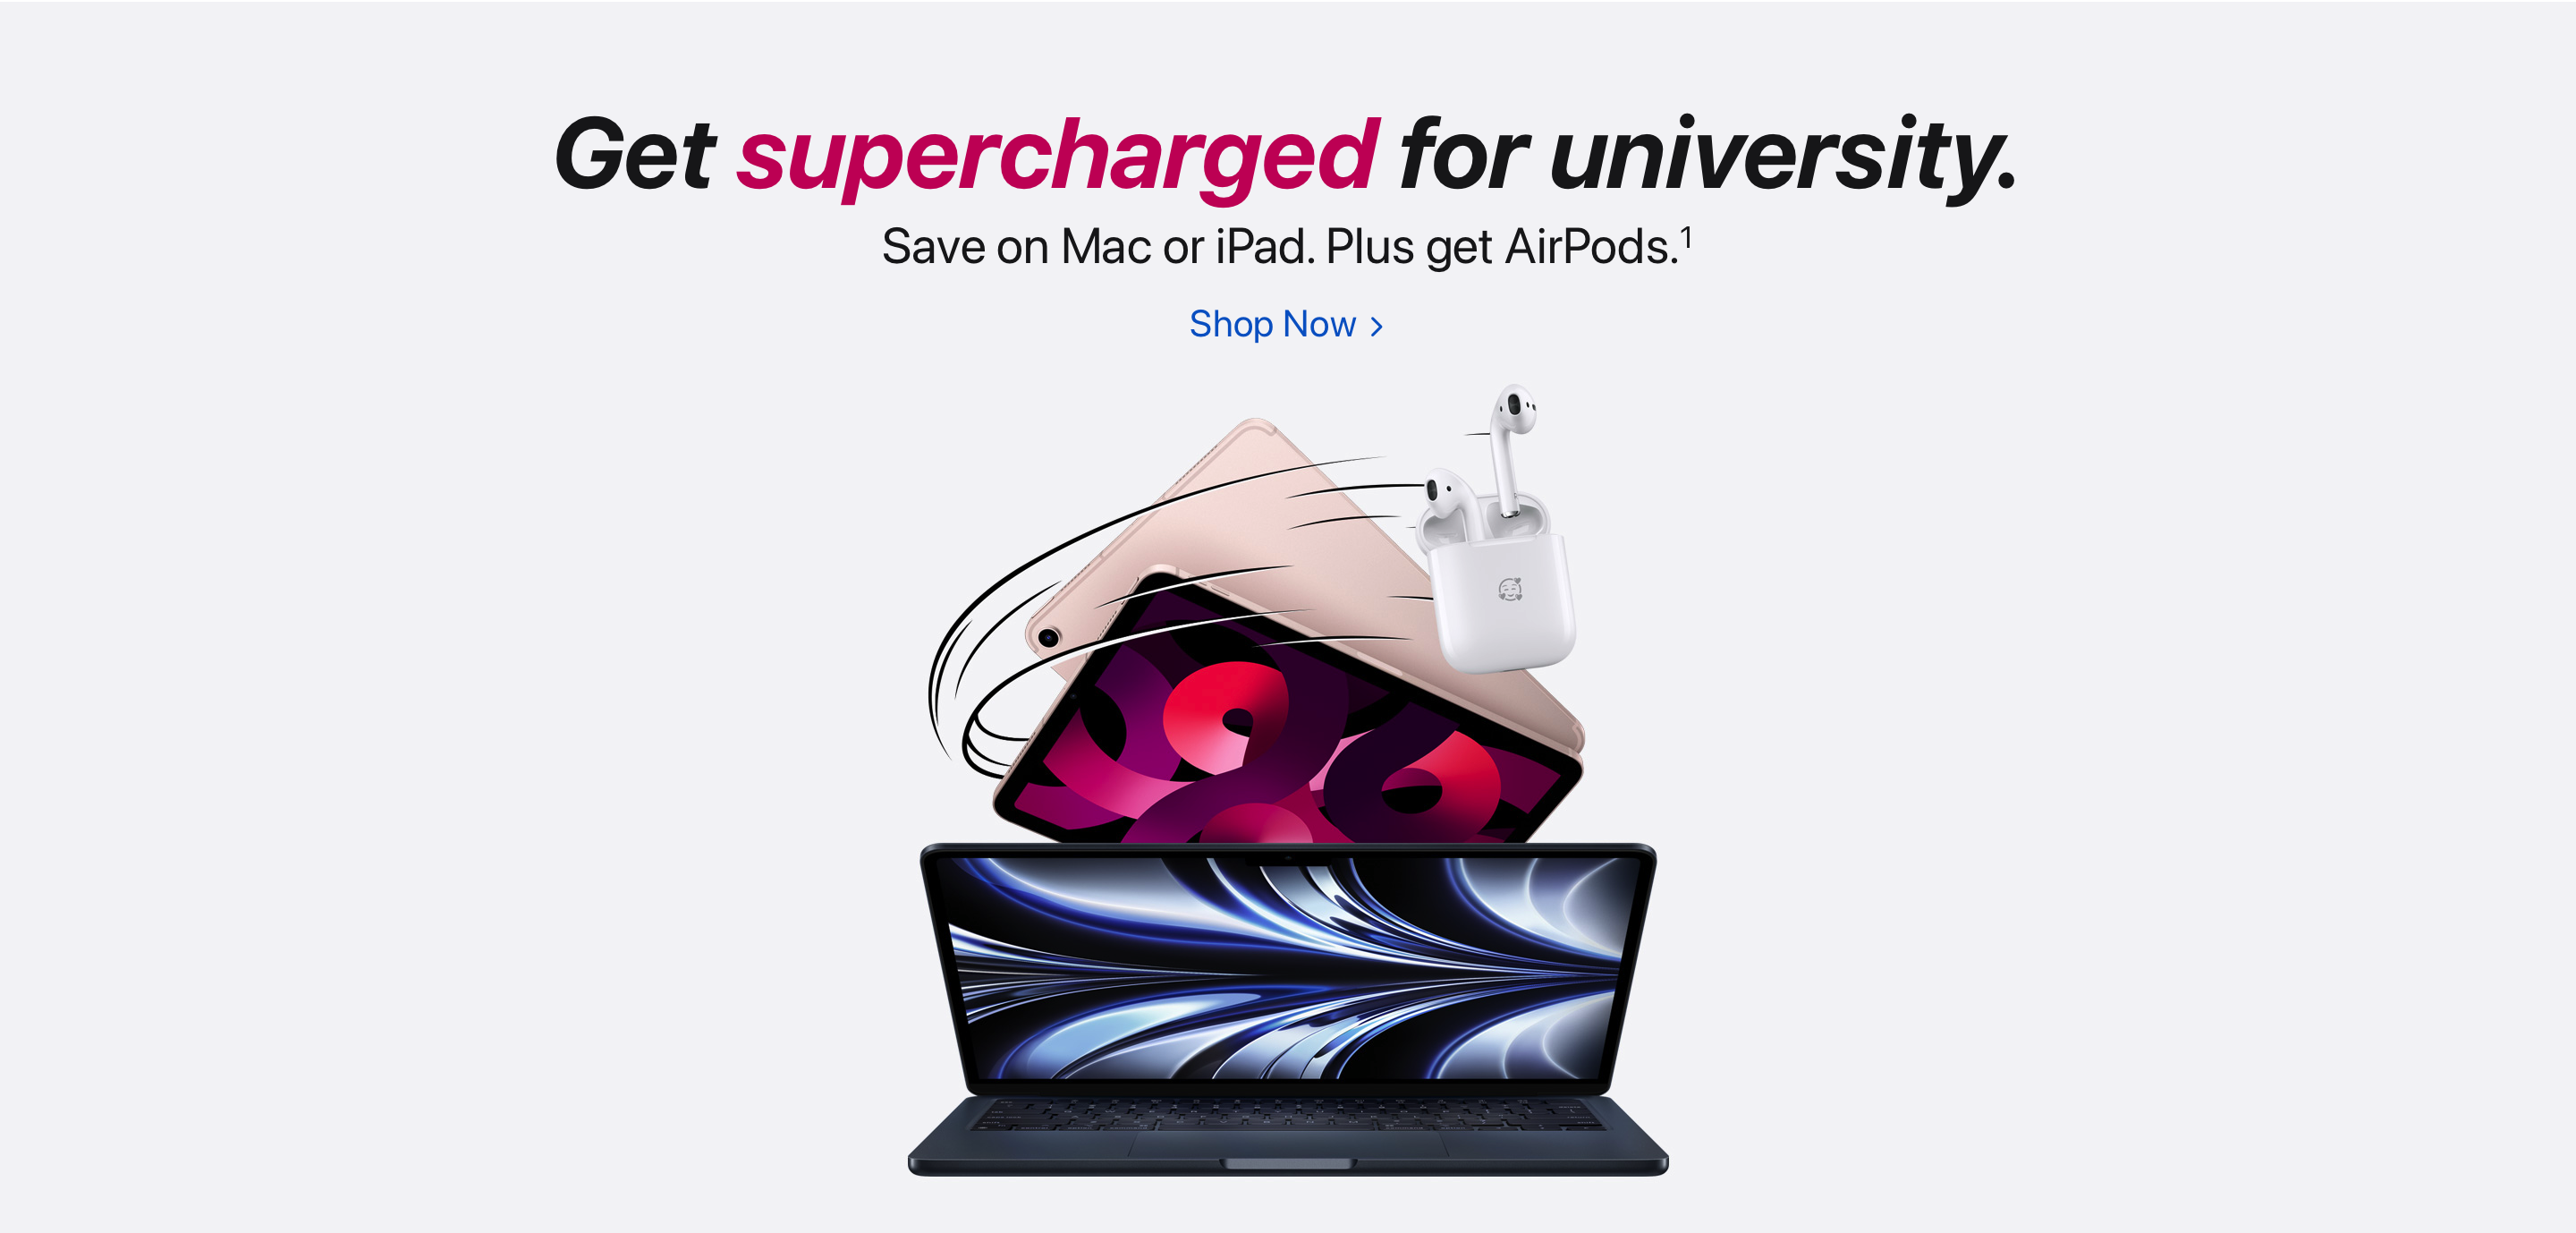 Get supercharged for university.
Save on Mac or iPad. Plus get AirPods.¹
Shop Now >